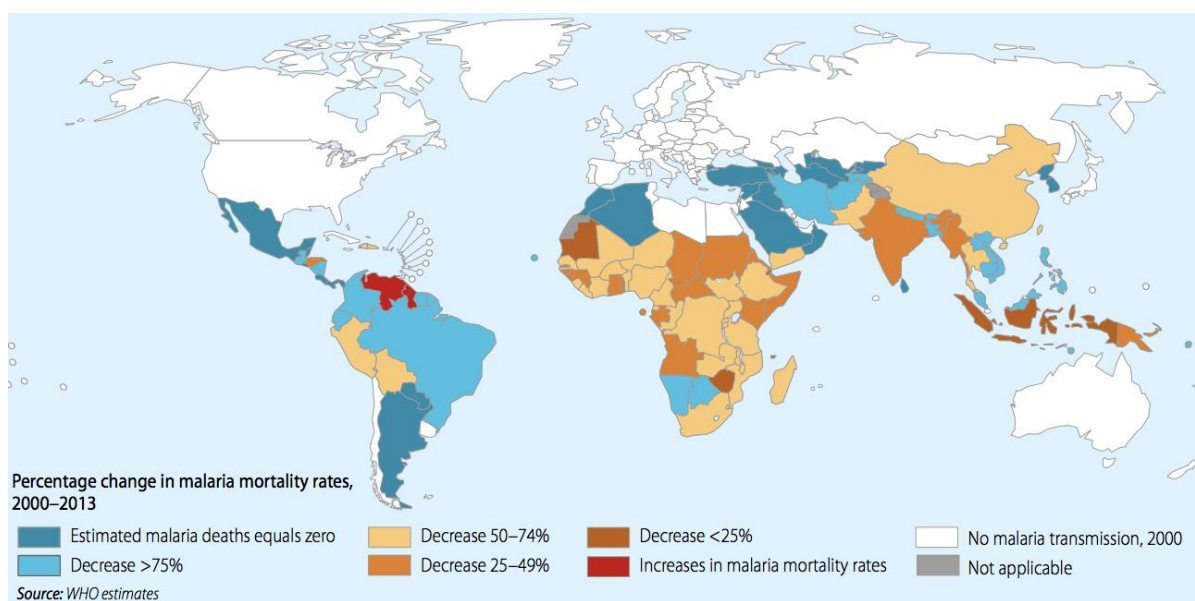 Percentage change in malaria mortality rates,
2000–2013
Estimated malaria deaths equals zero
Decrease >75%
Decrease 50–74%
Decrease 25–49%
Decrease <25%
Increases in malaria mortality rates
No malaria transmission, 2000
Not applicable
Source: WHO estimates